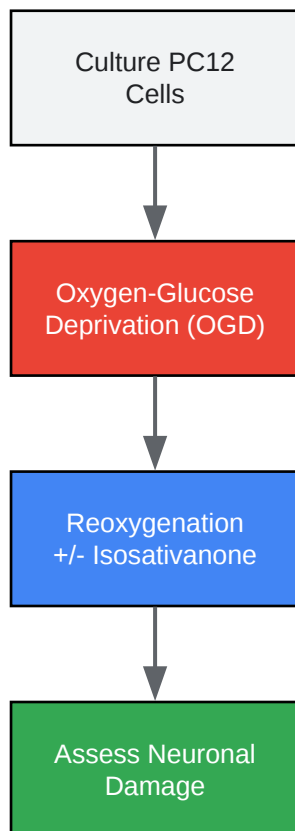 Culture PC12
Cells
Oxygen-Glucose
Deprivation (OGD)
Reoxygenation
+/- Isosativanone
Assess Neuronal
Damage